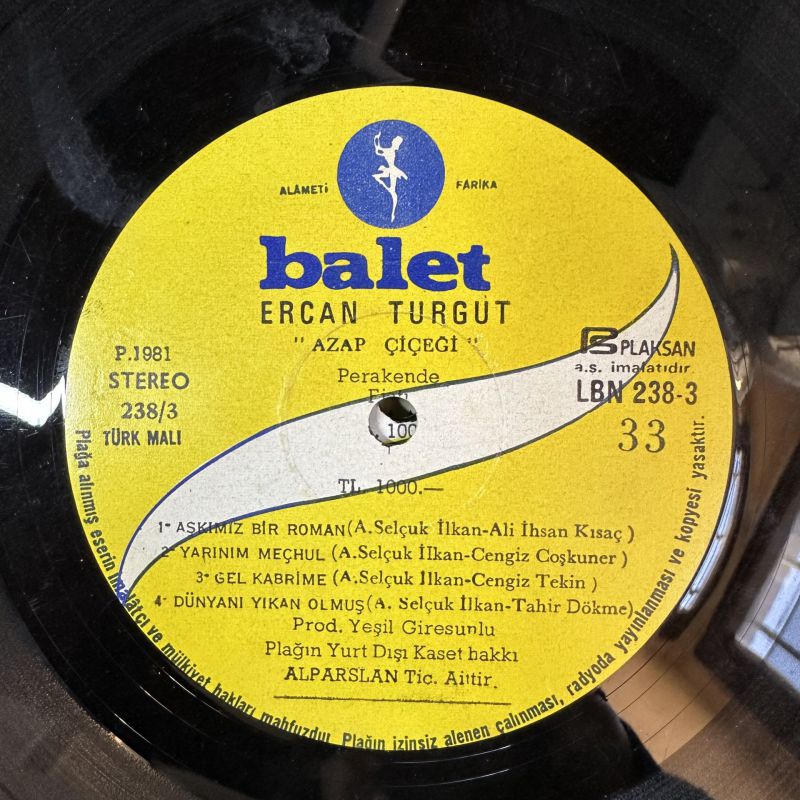 ALÂMETİ FARİKA
balet
ERCAN TURGUT
"AZAP ÇİÇEĞİ"
P.1981
STEREO
238/3
TÜRK MALI
PLAKSAN
a.ş. imalatıdır.
LBN 238-3
33
Perakende
100
TL. 1000.—
1- AŞKIMIZ BİR ROMAN (A.Selçuk İlkan-Ali İhsan Kısaç)
2- YARINIM MEÇHUL (A.Selçuk İlkan-Cengiz Coşkuner)
3- GEL KABRİME (A.Selçuk İlkan-Cengiz Tekin)
4- DÜNYANI YIKAN OLMUŞ (A. Selçuk İlkan-Tahir Dökme)
Prod. Yeşil Giresunlu
Plağın Yurt Dışı Kaset hakkı
ALPARSLAN Tic. Aittir.
Plağa alınmış eserin imalâtçı ve mülkiyet hakları mahfuzdur. Plağın izinsiz alenen çalınması, radyoda yayınlanması ve kopyesi yasaktır.